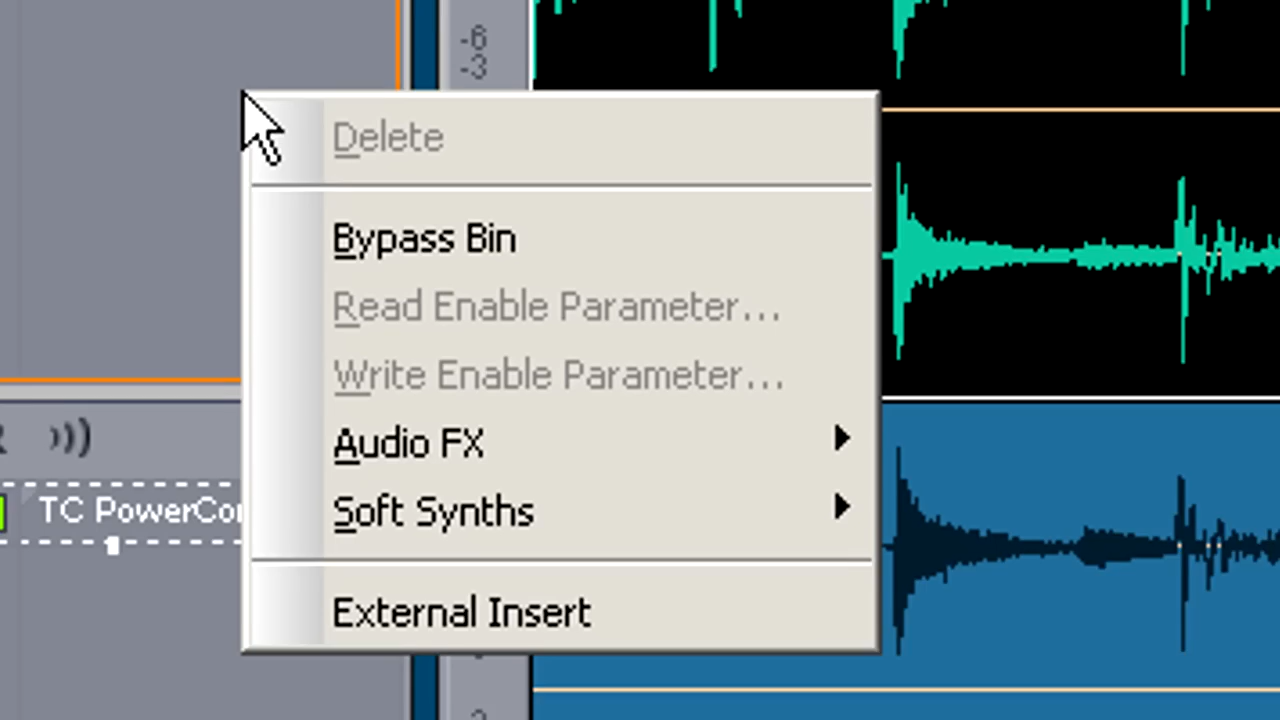 -6
-3
Delete
Bypass Bin
Read Enable Parameter...
Write Enable Parameter...
Audio FX
Soft Synths
TC PowerCo
External Insert